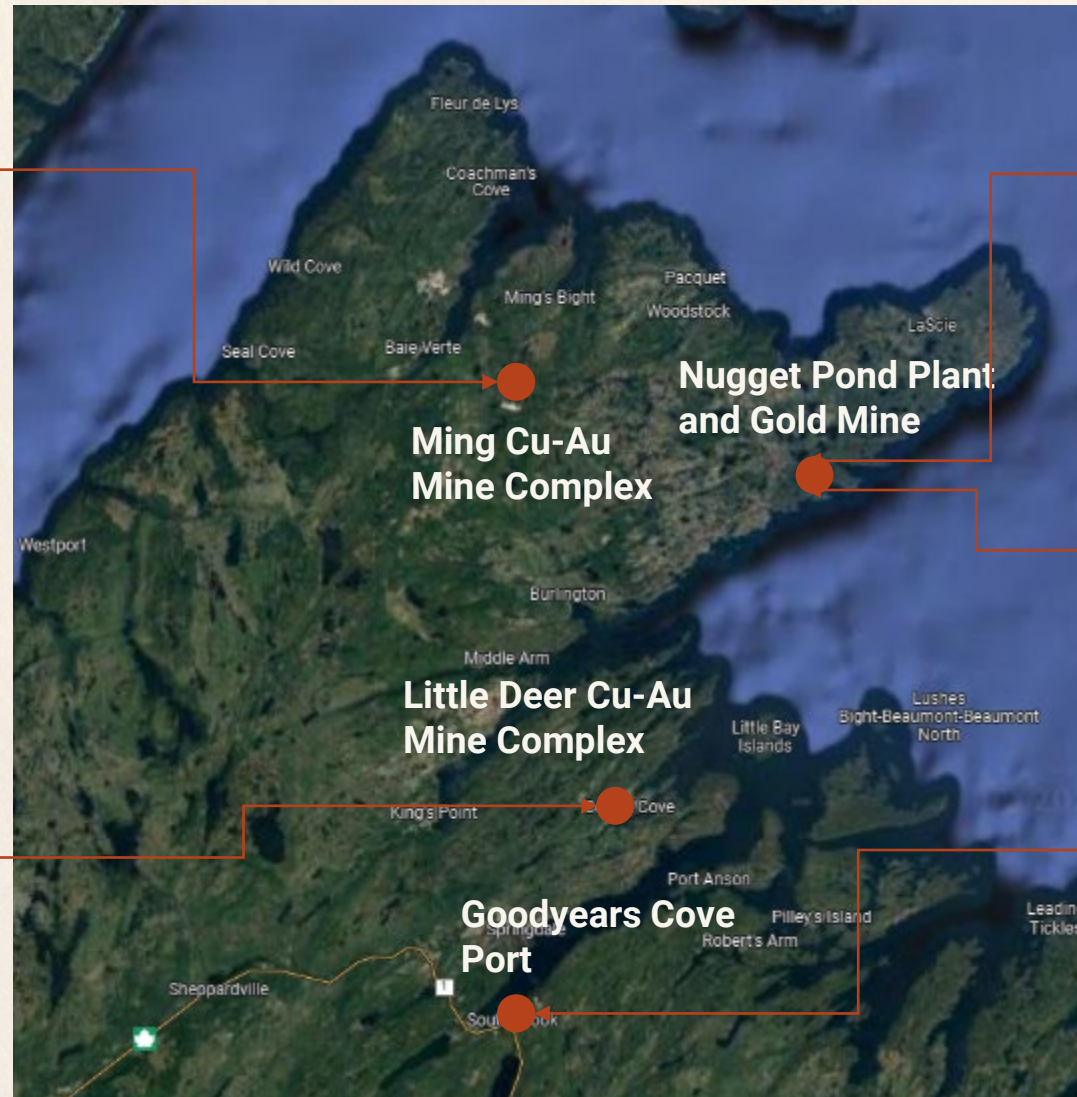 Fleur de Lys
Coachman's
Cove
Wild Cove
Pacquet
Ming's Bight
Woodstock
LaScie
Baie Verte
Seal Cove
Nugget Pond Plant
and Gold Mine
Ming Cu-Au
Mine Complex
Westport
Burlington
Middle Arm
Little Deer Cu-Au
Mine Complex
Lushes
Bight-Beaumont-Beaumont
North
Little Bay
Islands
King's Point
Cove
Port Anson
Goodyears Cove
Port
Springdale
Pilley's Island
Robert's Arm
Leadin
Tickles
Sheppardville
1